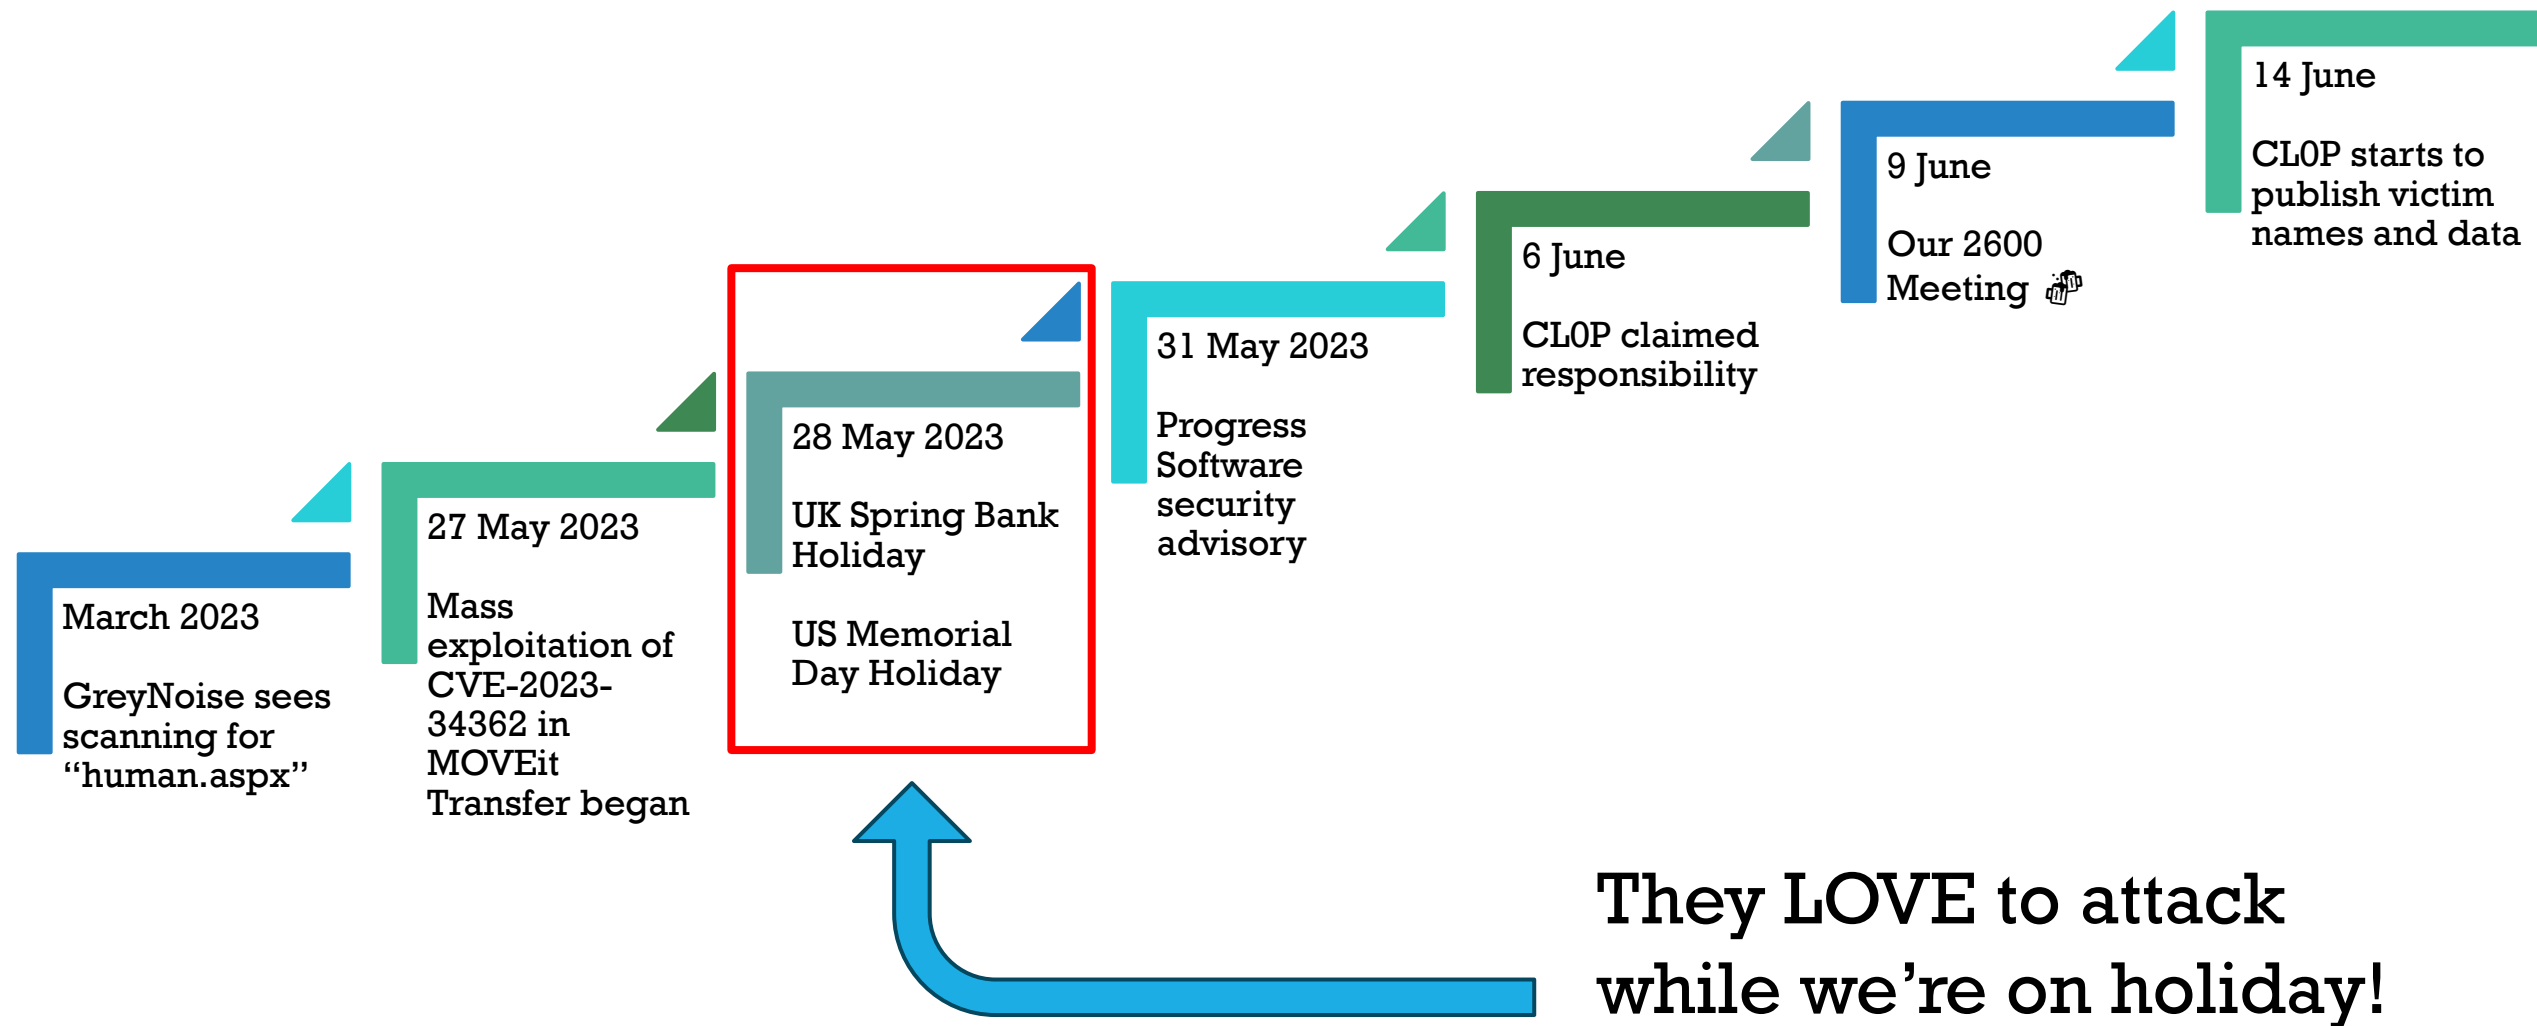 March 2023
GreyNoise sees
scanning for
“human.aspx”
27 May 2023
Mass
exploitation of
CVE-2023-
34362 in
MOVEit
Transfer began
28 May 2023
UK Spring Bank
Holiday
US Memorial
Day Holiday
31 May 2023
Progress
Software
security
advisory
6 June
CL0P claimed
responsibility
9 June
Our 2600
Meeting 🍻
14 June
CL0P starts to
publish victim
names and data
They LOVE to attack
while we’re on holiday!